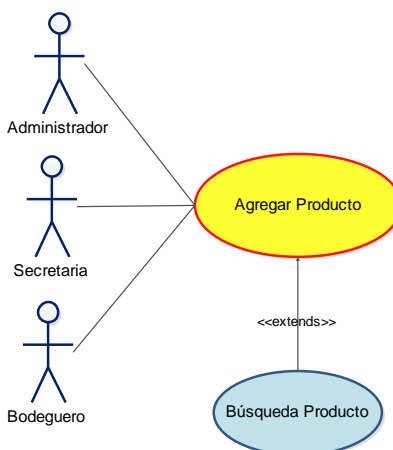 Administrador
Secretaria
Agregar Producto
<<extends>>
Bodeguero
Búsqueda Producto